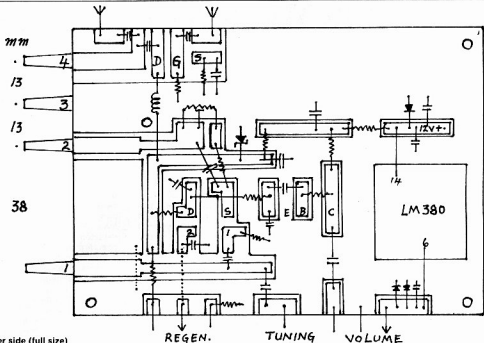 mm
4
13
3
13
2
38
1
D
G
S
12V+
14
LM380
6
D
S
E
B
C
2
1
REGEN.
TUNING
VOLUME
er side (full size)